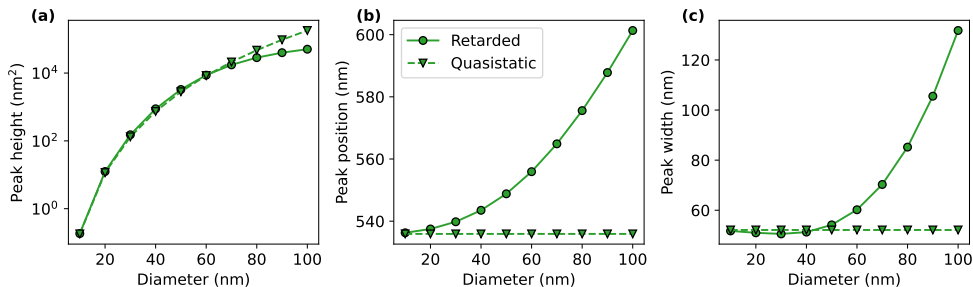 (a)
Peak height (nm²)
10⁴
10²
10⁰
20 40 60 80 100
Diameter (nm)
(b)
Peak position (nm)
600
580
560
540
Retarded
Quasistatic
20 40 60 80 100
Diameter (nm)
(c)
Peak width (nm)
120
100
80
60
20 40 60 80 100
Diameter (nm)